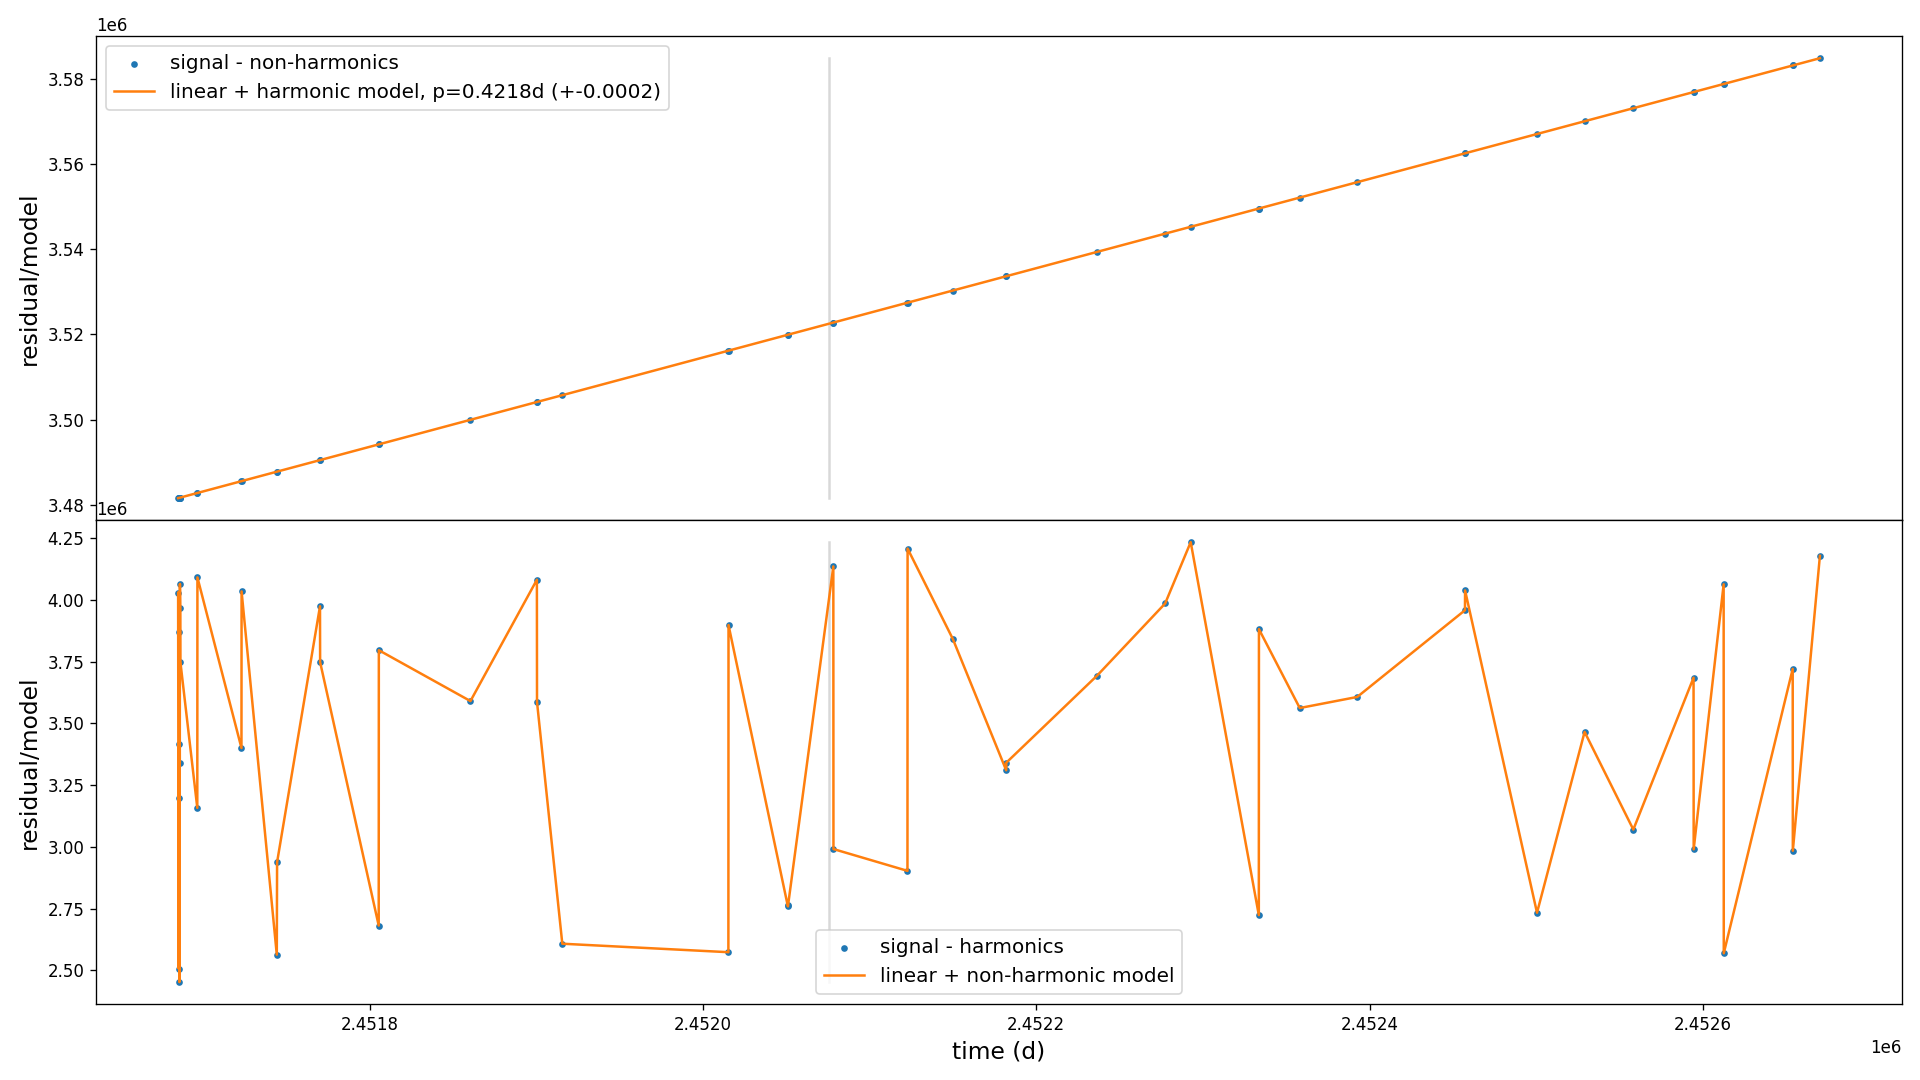 1e6
signal - non-harmonics
linear + harmonic model, p=0.4218d (+-0.0002)
residual/model
3.58
3.56
3.54
3.52
3.50
3.48
1e6
residual/model
4.25
4.00
3.75
3.50
3.25
3.00
2.75
2.50
signal - harmonics
linear + non-harmonic model
2.4518
2.4520
2.4522
2.4524
2.4526
time (d)
1e6